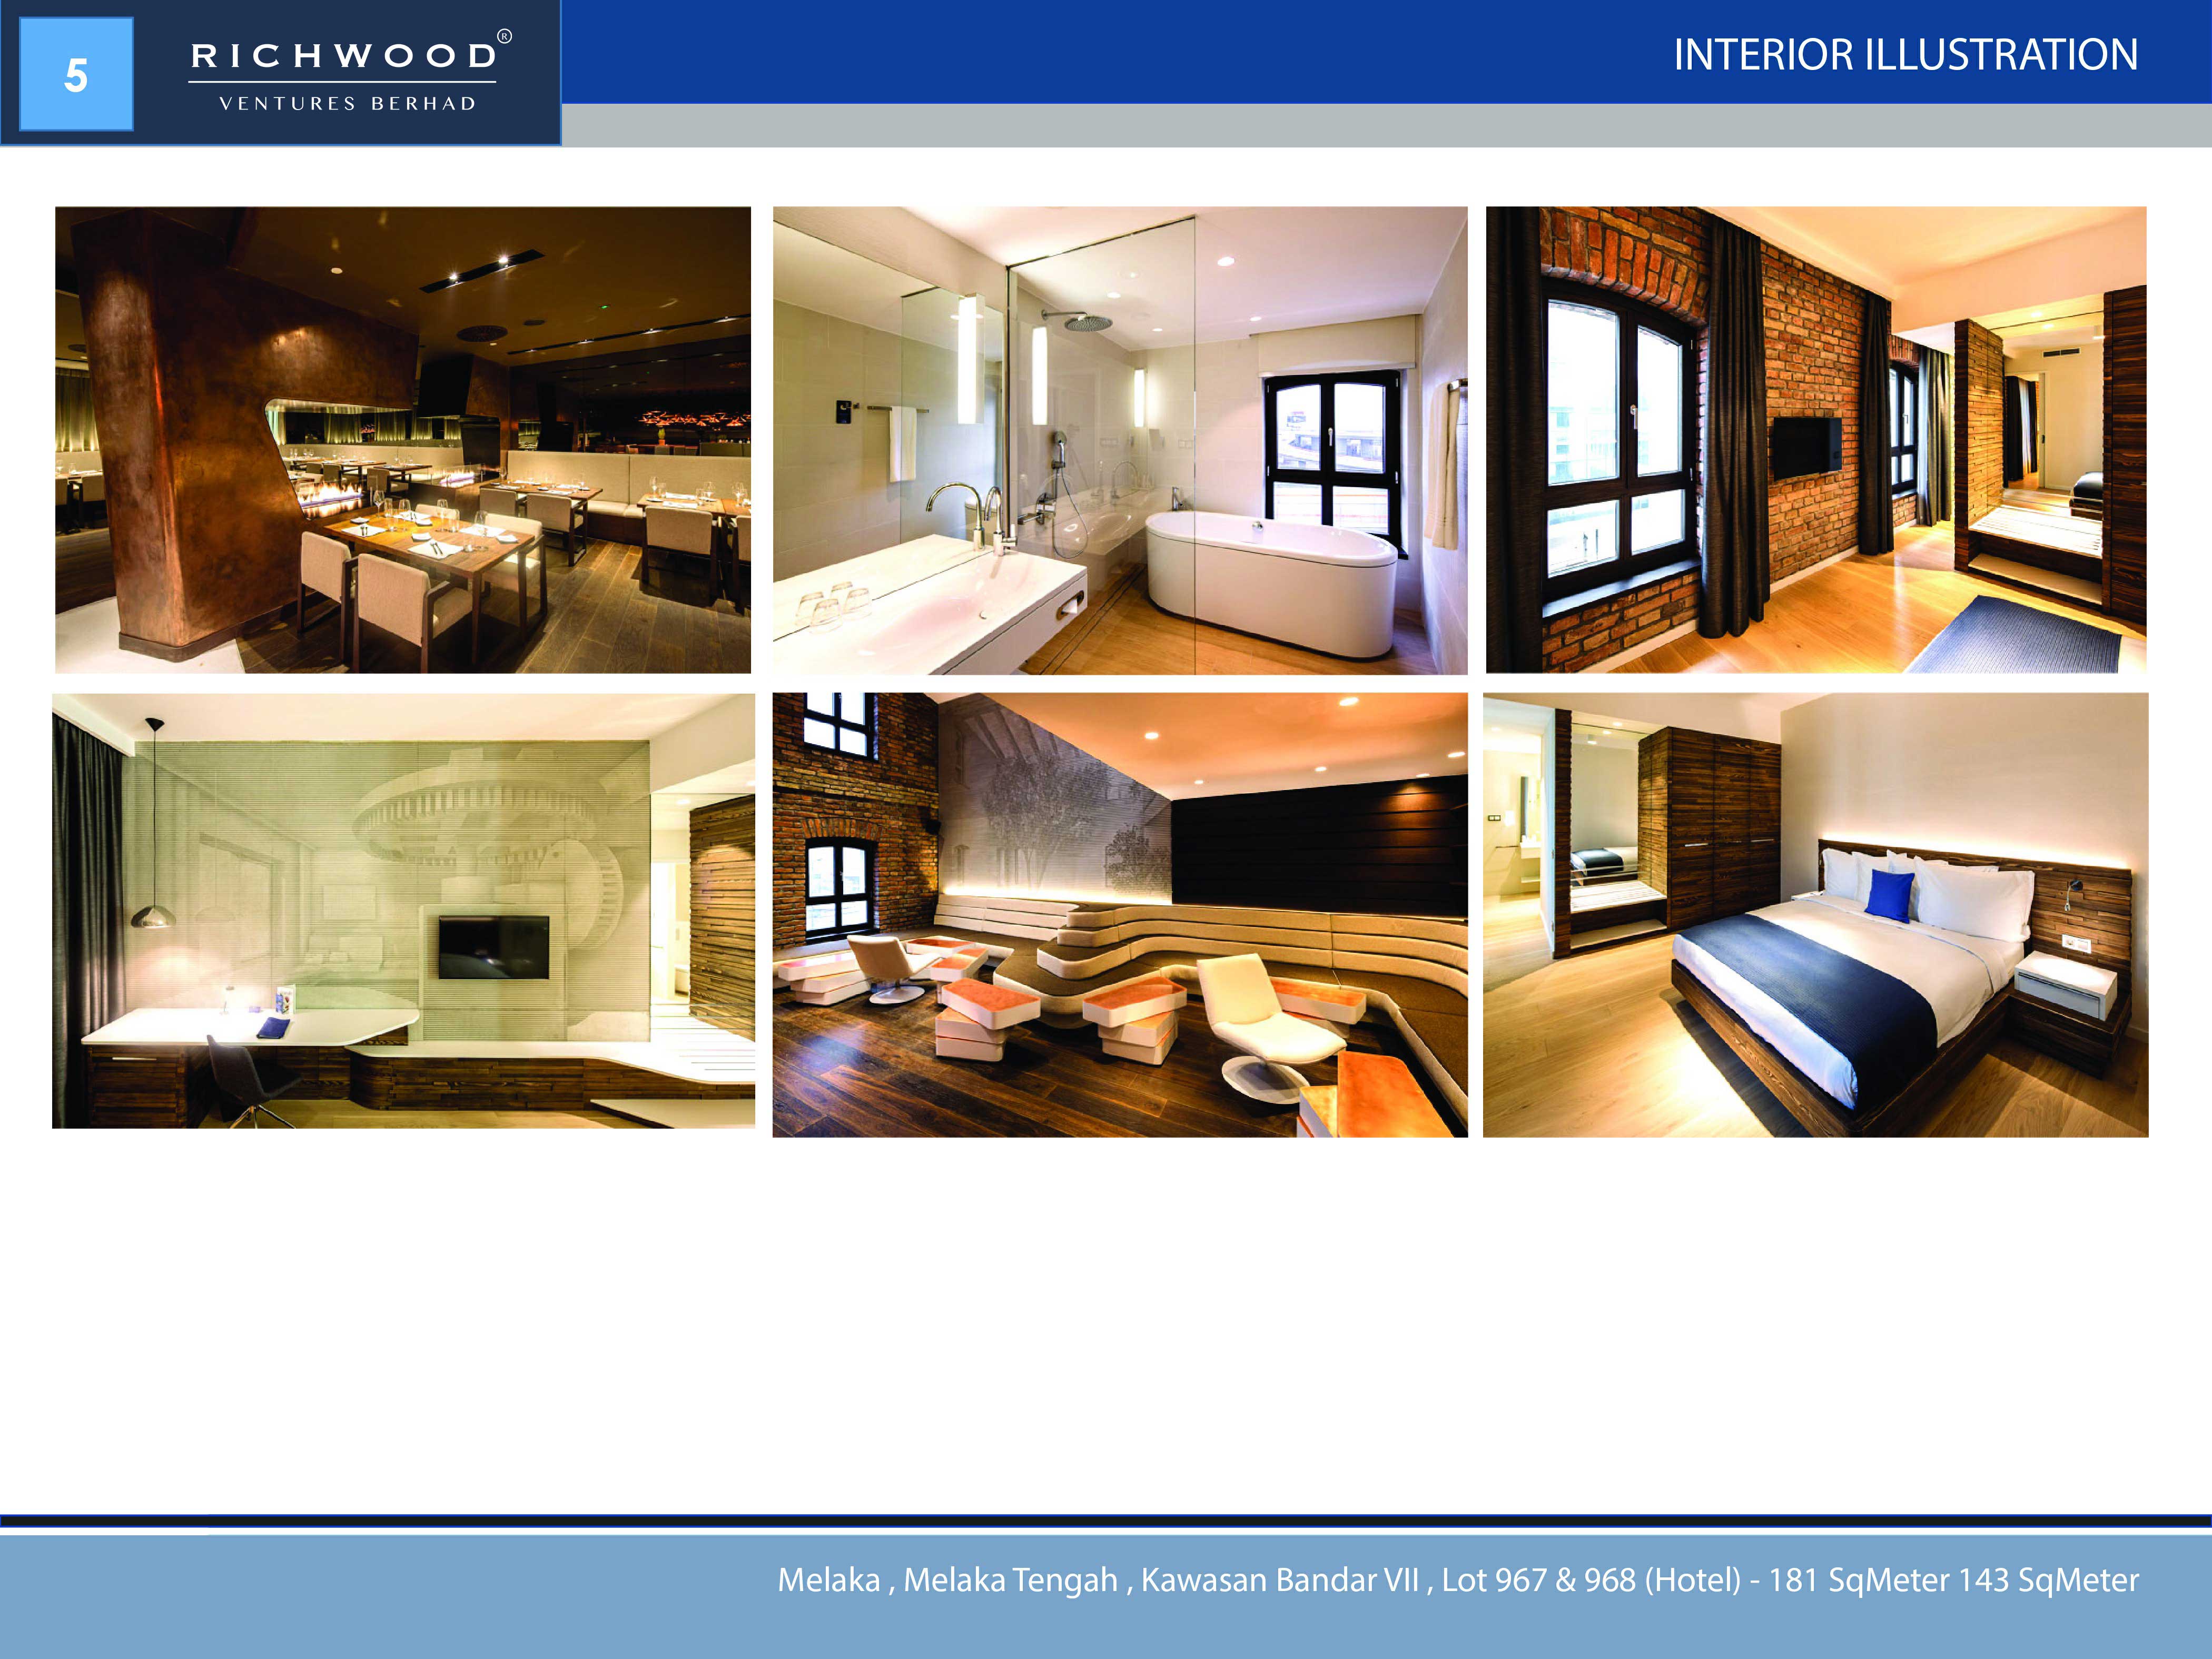 5
RICHWOOD®
VENTURES BERHAD
INTERIOR ILLUSTRATION
Melaka , Melaka Tengah , Kawasan Bandar VII , Lot 967 & 968 (Hotel) - 181 SqMeter 143 SqMeter